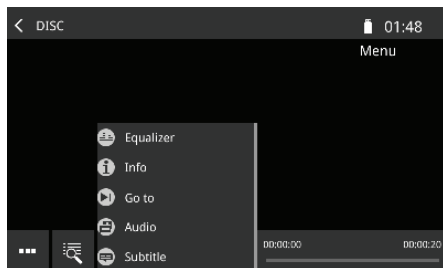 DISC 01:48
Menu
Equalizer
Info
Go to
Audio
Subtitle
00:00:00 00:00:20